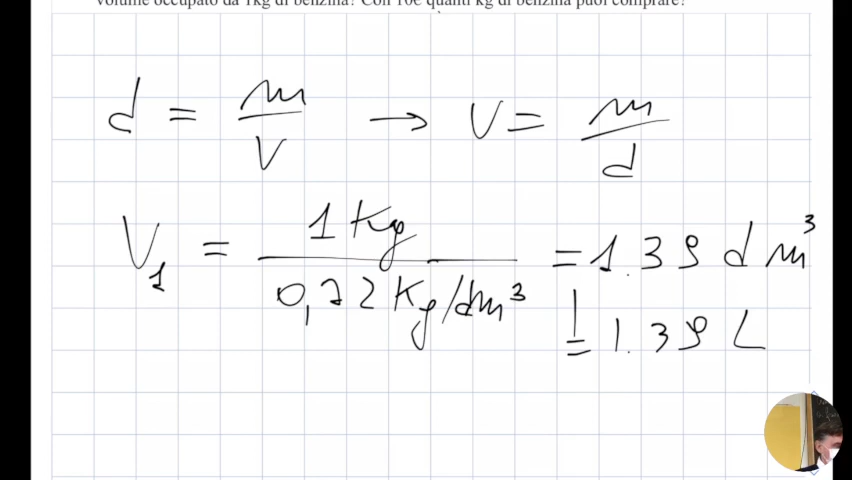 volume occupato da 1kg di benzina? Con 10€ quanti kg di benzina puoi comprare?
d = m/V → V = m/d
V₁ = 1 Kg / 0,72 Kg/dm³ = 1.39 dm³
= 1.39 L